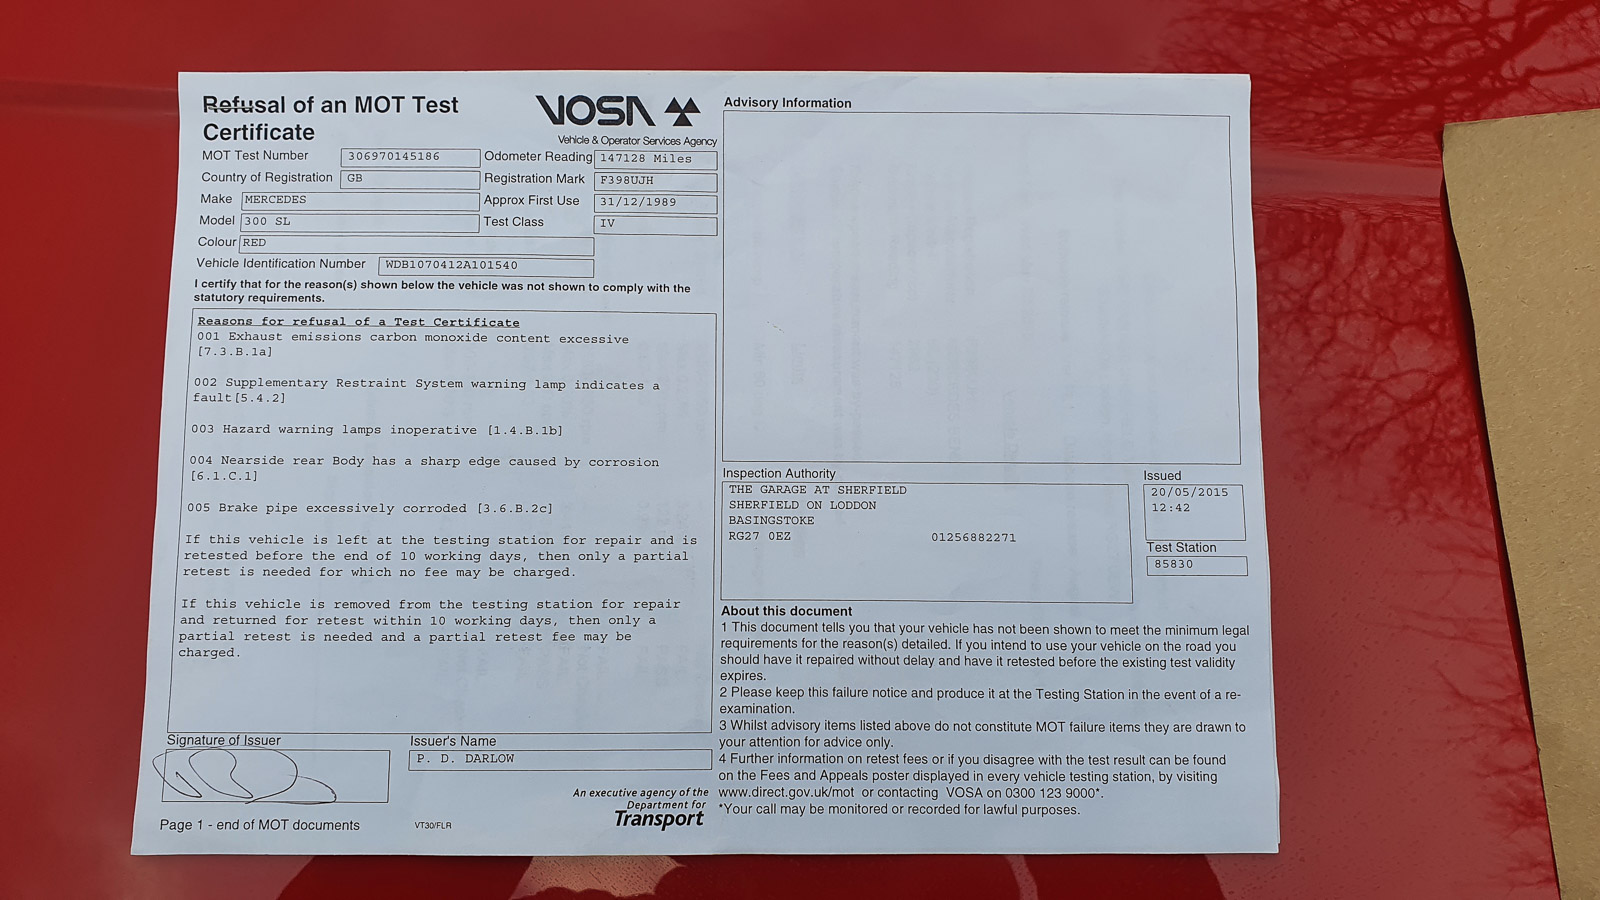 Refusal of an MOT Test
Certificate
VOSA
Vehicle & Operator Services Agency
MOT Test Number 306970145186 Odometer Reading 147128 Miles
Country of Registration GB Registration Mark F398UJH
Make MERCEDES Approx First Use 31/12/1989
Model 300 SL Test Class IV
Colour RED
Vehicle Identification Number WDB1070412A101540
I certify that for the reason(s) shown below the vehicle was not shown to comply with the
statutory requirements.
Reasons for refusal of a Test Certificate
001 Exhaust emissions carbon monoxide content excessive
[7.3.B.1a]
002 Supplementary Restraint System warning lamp indicates a
fault[5.4.2]
003 Hazard warning lamps inoperative [1.4.B.1b]
004 Nearside rear Body has a sharp edge caused by corrosion
[6.1.C.1]
005 Brake pipe excessively corroded [3.6.B.2c]
If this vehicle is left at the testing station for repair and is
retested before the end of 10 working days, then only a partial
retest is needed for which no fee may be charged.
If this vehicle is removed from the testing station for repair
and returned for retest within 10 working days, then only a
partial retest is needed and a partial retest fee may be
charged.
Signature of Issuer
Issuer's Name
P. D. DARLOW
An executive agency of the
Department for
Transport
Page 1 - end of MOT documents
VT30/FLR
Advisory Information
Inspection Authority
THE GARAGE AT SHERFIELD
SHERFIELD ON LODDON
BASINGSTOKE
RG27 0EZ 01256882271
Issued
20/05/2015
12:42
Test Station
85830
About this document
1 This document tells you that your vehicle has not been shown to meet the minimum legal
requirements for the reason(s) detailed. If you intend to use your vehicle on the road you
should have it repaired without delay and have it retested before the existing test validity
expires.
2 Please keep this failure notice and produce it at the Testing Station in the event of a re-
examination.
3 Whilst advisory items listed above do not constitute MOT failure items they are drawn to
your attention for advice only.
4 Further information on retest fees or if you disagree with the test result can be found
on the Fees and Appeals poster displayed in every vehicle testing station, by visiting
www.direct.gov.uk/mot or contacting VOSA on 0300 123 9000*.
*Your call may be monitored or recorded for lawful purposes.